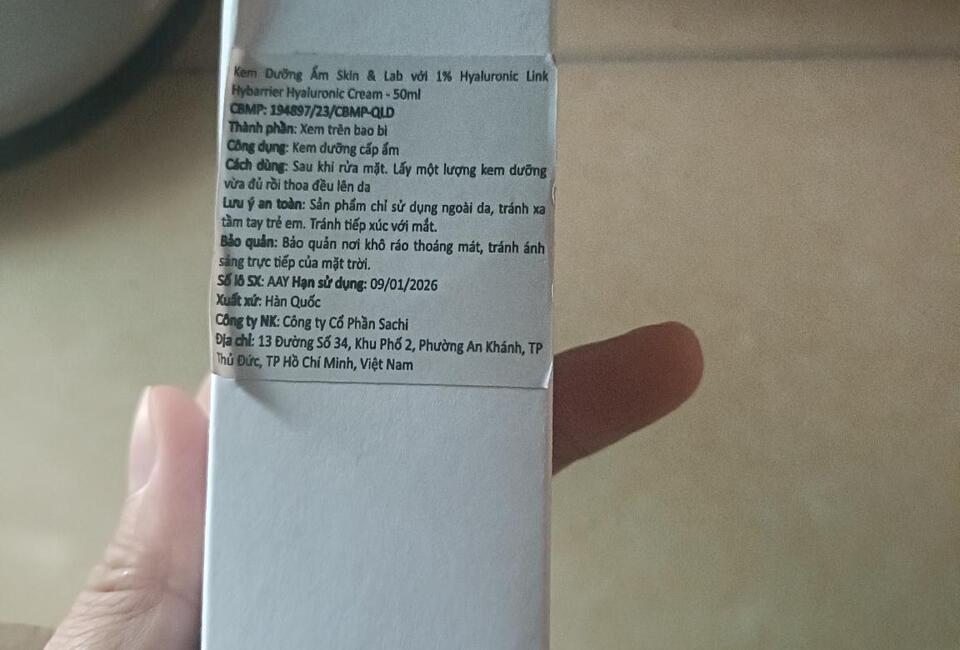 Kem Dưỡng Ẩm Skin & Lab với 1% Hyaluronic Link
Hybarrier Hyaluronic Cream - 50ml
CBMP: 194897/23/CBMP-QLD
Thành phần: Xem trên bao bì
Công dụng: Kem dưỡng cấp ẩm
Cách dùng: Sau khi rửa mặt. Lấy một lượng kem dưỡng
vừa đủ rồi thoa đều lên da
Lưu ý an toàn: Sản phẩm chỉ sử dụng ngoài da, tránh xa
tầm tay trẻ em. Tránh tiếp xúc với mắt.
Bảo quản: Bảo quản nơi khô ráo thoáng mát, tránh ánh
sáng trực tiếp của mặt trời.
Số lô SX: AAY Hạn sử dụng: 09/01/2026
Xuất xứ: Hàn Quốc
Công ty NK: Công ty Cổ Phần Sachi
Địa chỉ: 13 Đường Số 34, Khu Phố 2, Phường An Khánh, TP
Thủ Đức, TP Hồ Chí Minh, Việt Nam